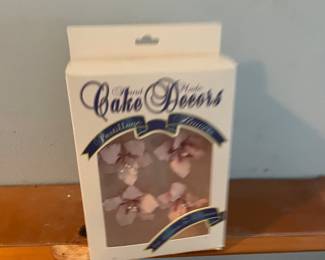 Hand Made
Cake Decors
Pastillage Flowers